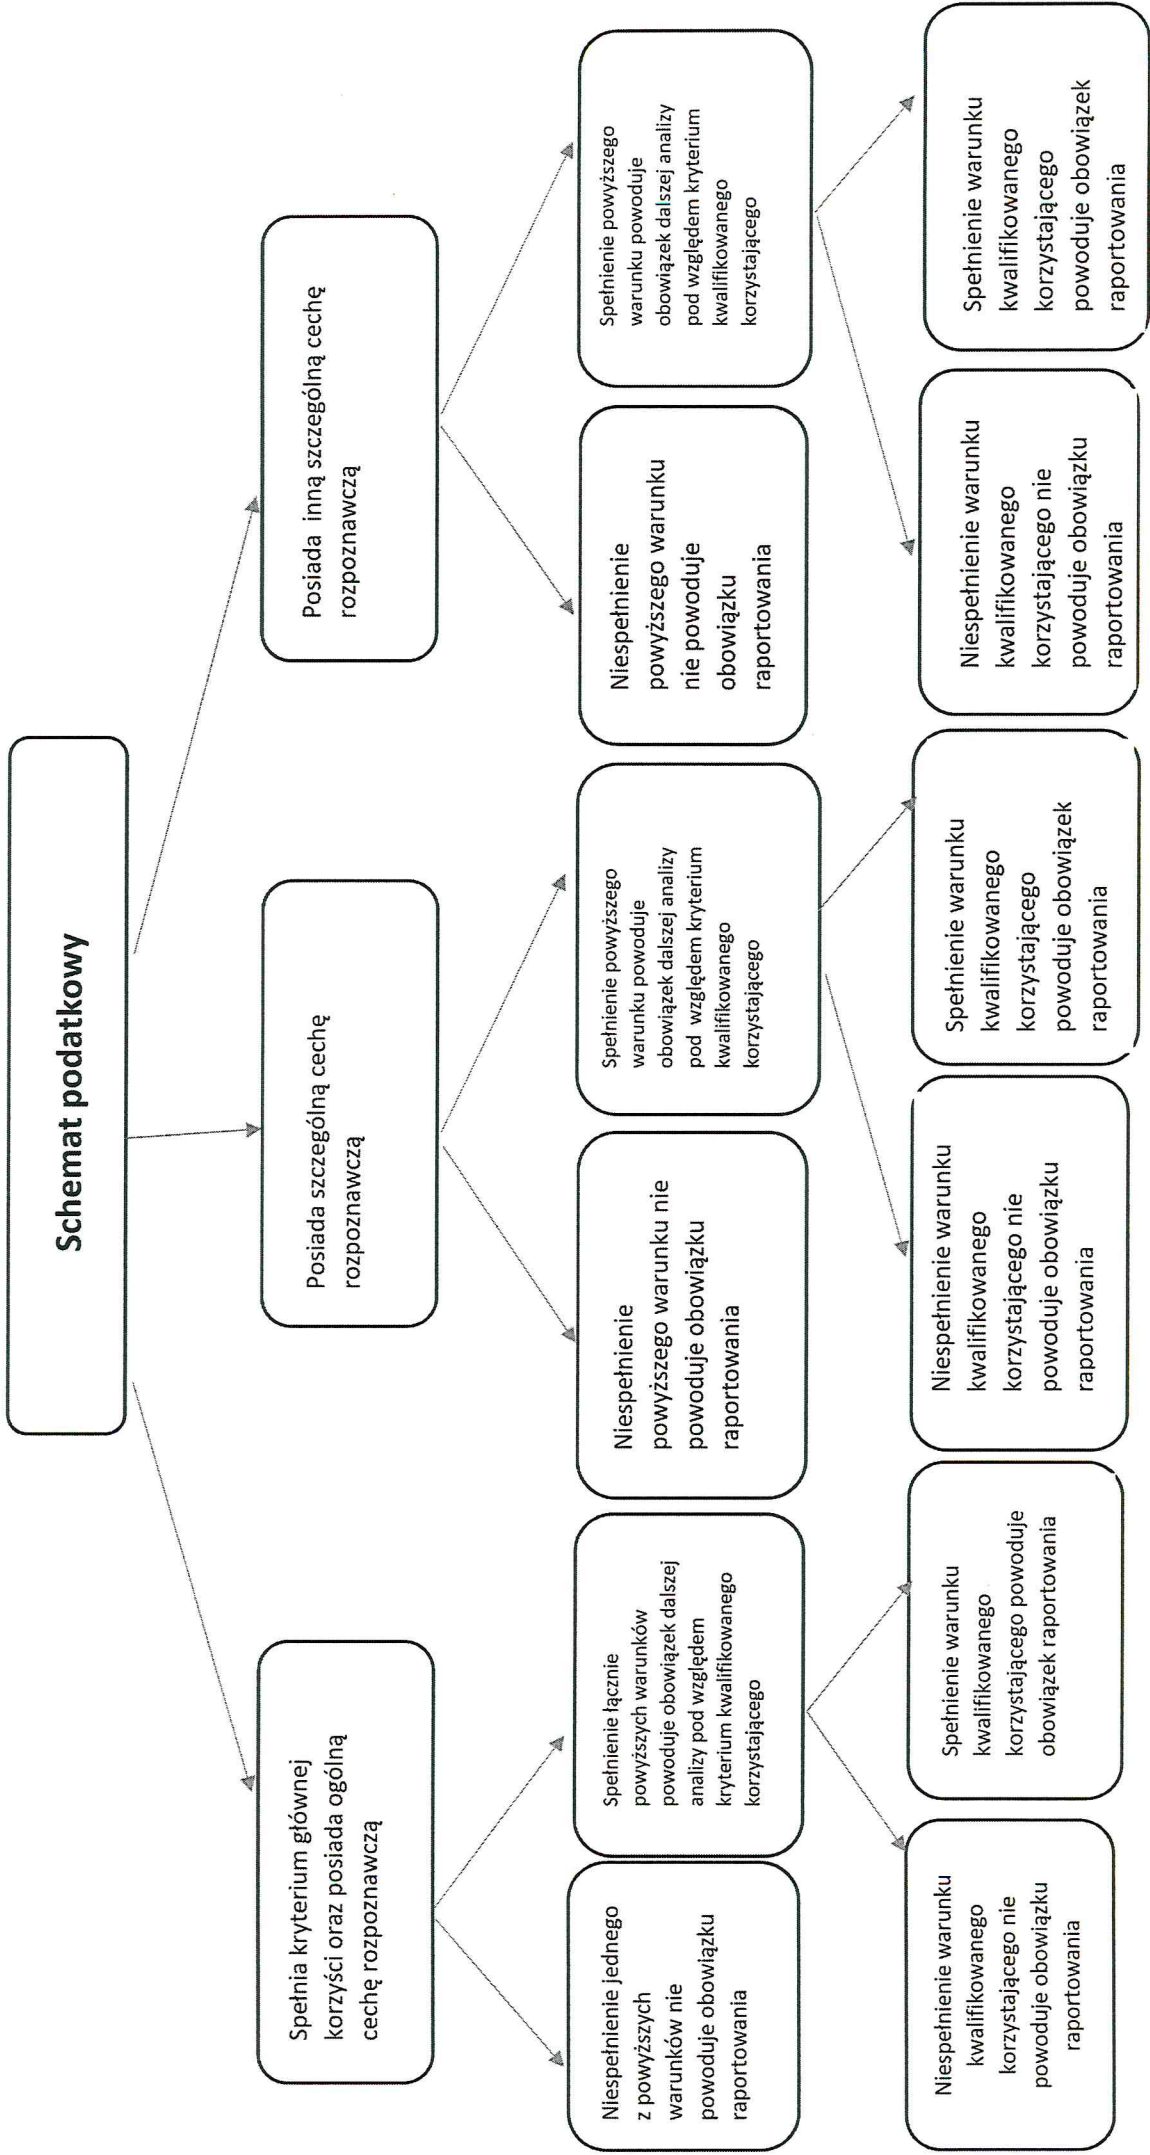 Schemat podatkowy
Spełnia kryterium głównej
korzyści oraz posiada ogólną
cechę rozpoznawczą
Posiada szczególną cechę
rozpoznawczą
Posiada inną szczególną cechę
rozpoznawczą
Niespełnienie jednego
z powyższych
warunków nie
powoduje obowiązku
raportowania
Spełnienie łącznie
powyższych warunków
powoduje obowiązek dalszej
analizy pod względem
kryterium kwalifikowanego
korzystającego
Niespełnienie
powyższego warunku nie
powoduje obowiązku
raportowania
Spełnienie powyższego
warunku powoduje
obowiązek dalszej analizy
pod względem kryterium
kwalifikowanego
korzystającego
Niespełnienie
powyższego warunku
nie powoduje
obowiązku
raportowania
Spełnienie powyższego
warunku powoduje
obowiązek dalszej analizy
pod względem kryterium
kwalifikowanego
korzystającego
Niespełnienie warunku
kwalifikowanego
korzystającego nie
powoduje obowiązku
raportowania
Spełnienie warunku
kwalifikowanego
korzystającego powoduje
obowiązek raportowania
Niespełnienie warunku
kwalifikowanego
korzystającego nie
powoduje obowiązku
raportowania
Spełnienie warunku
kwalifikowanego
korzystającego
powoduje obowiązek
raportowania
Niespełnienie warunku
kwalifikowanego
korzystającego nie
powoduje obowiązku
raportowania
Spełnienie warunku
kwalifikowanego
korzystającego
powoduje obowiązek
raportowania